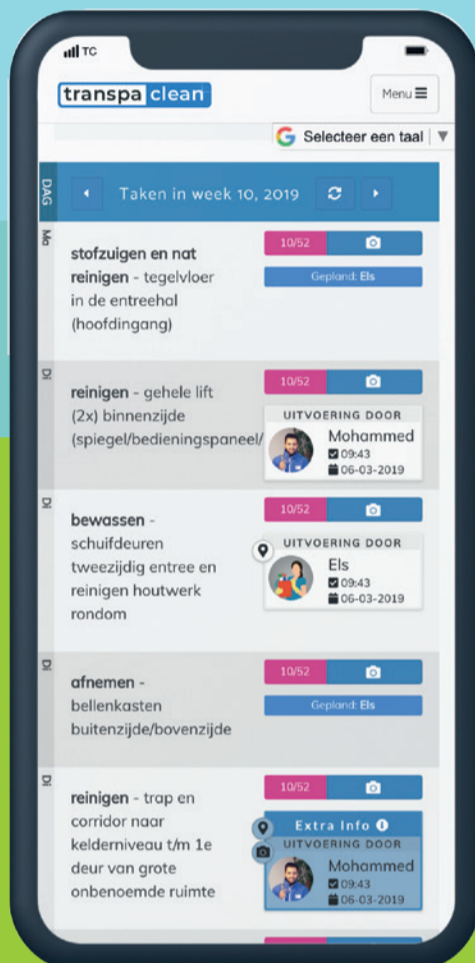 TC
transpa clean
Menu
Selecteer een taal
DAG
Taken in week 10, 2019
Mo
stofzuigen en nat
reinigen - tegelvloer
in de entreehal
(hoofdingang)
10/52
Gepland: Els
Di
reinigen - gehele lift
(2x) binnenzijde
(spiegel/bedieningspaneel/
10/52
UITVOERING DOOR
Mohammed
09:43
06-03-2019
Di
bewassen -
schuifdeuren
tweezijdig entree en
reinigen houtwerk
rondom
10/52
UITVOERING DOOR
Els
09:43
06-03-2019
Di
afnemen -
bellenkasten
buitenzijde/bovenzijde
10/52
Gepland: Els
Di
reinigen - trap en
corridor naar
kelderniveau t/m 1e
deur van grote
onbenoemde ruimte
10/52
Extra Info
UITVOERING DOOR
Mohammed
09:43
06-03-2019